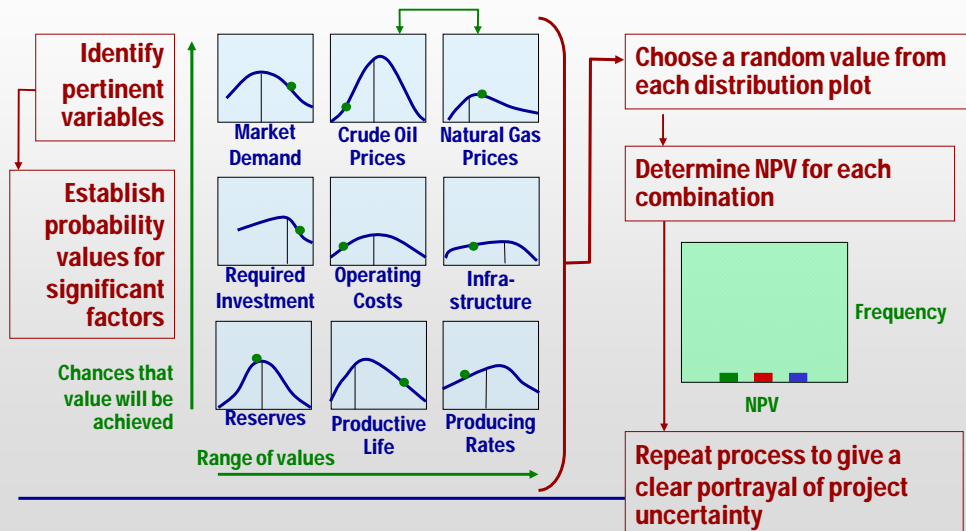 Identify
pertinent
variables
Establish
probability
values for
significant
factors
Chances that
value will be
achieved
Market
Demand
Crude Oil
Prices
Natural Gas
Prices
Required
Investment
Operating
Costs
Infra-
structure
Reserves
Productive
Life
Producing
Rates
Range of values
Choose a random value from
each distribution plot
Determine NPV for each
combination
Frequency
NPV
Repeat process to give a
clear portrayal of project
uncertainty